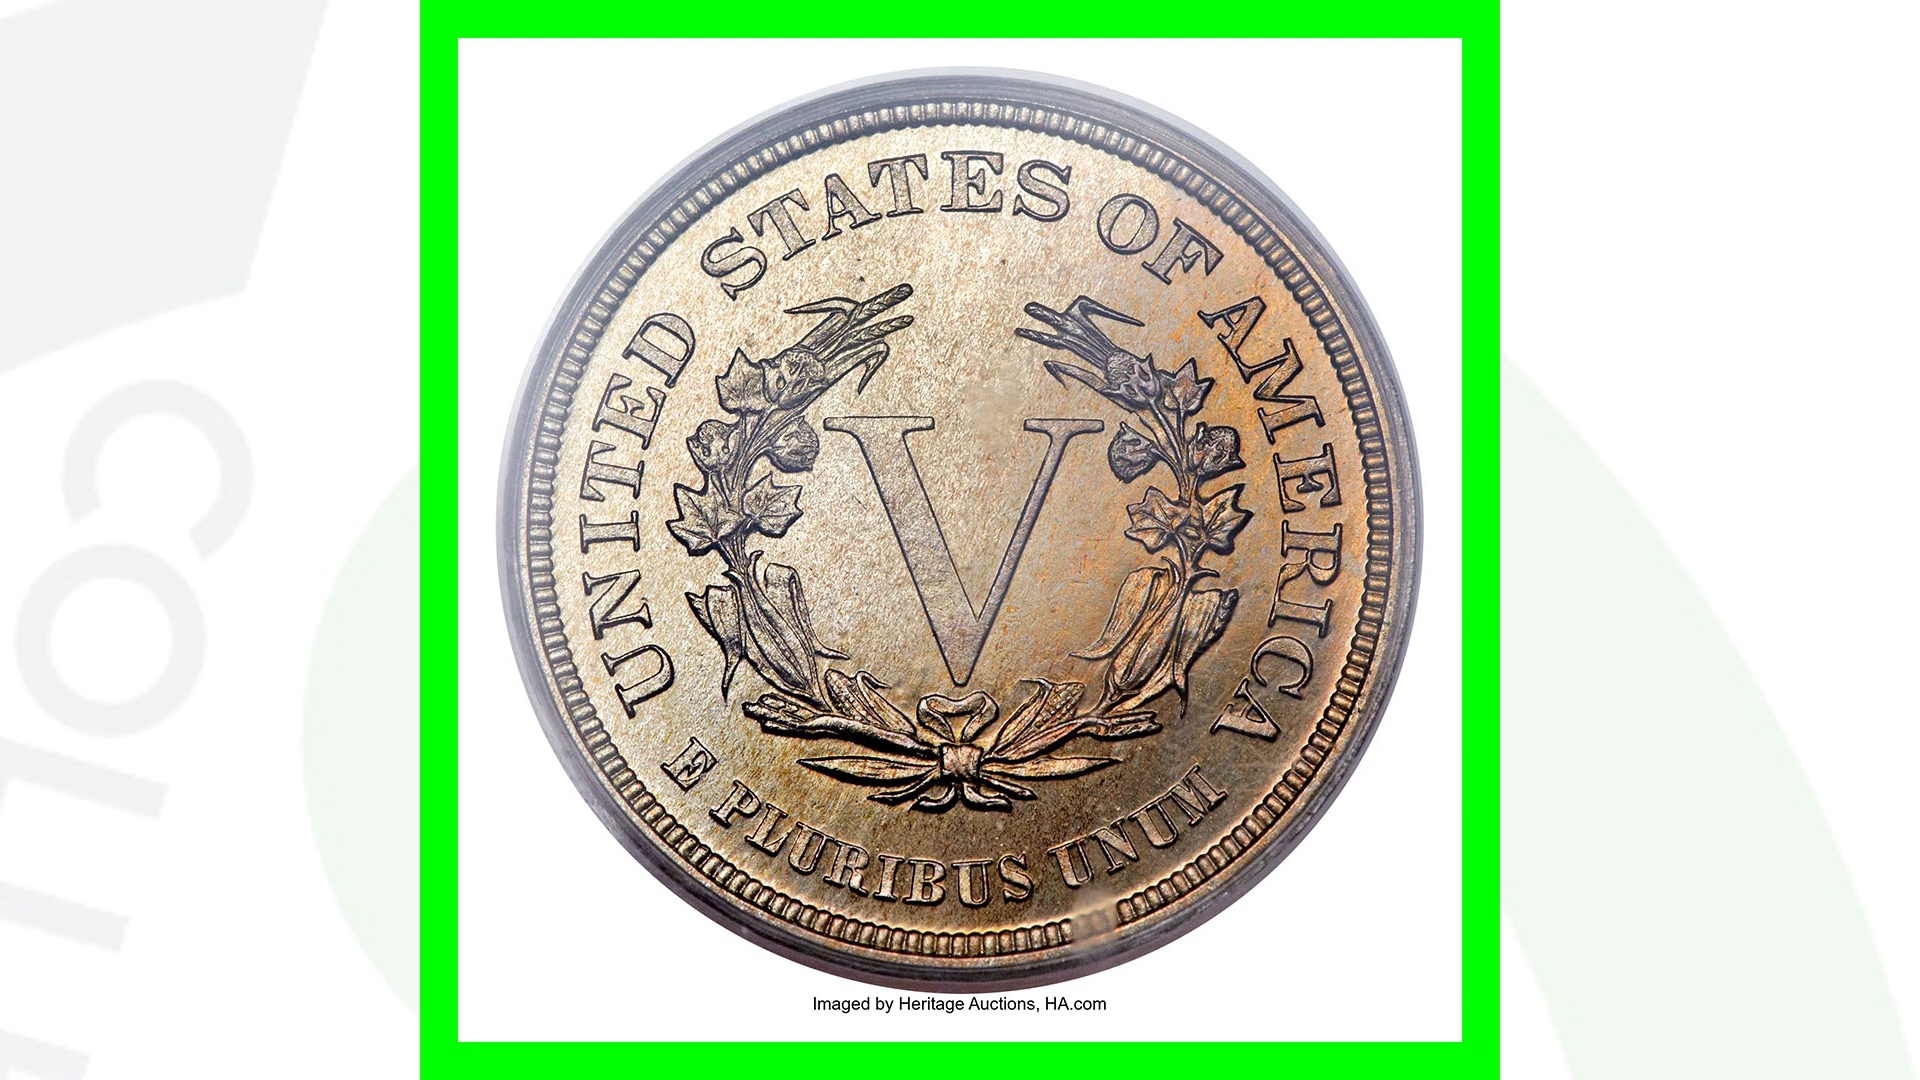 UNITED STATES OF AMERICA
V
E PLURIBUS UNUM
Imaged by Heritage Auctions, HA.com